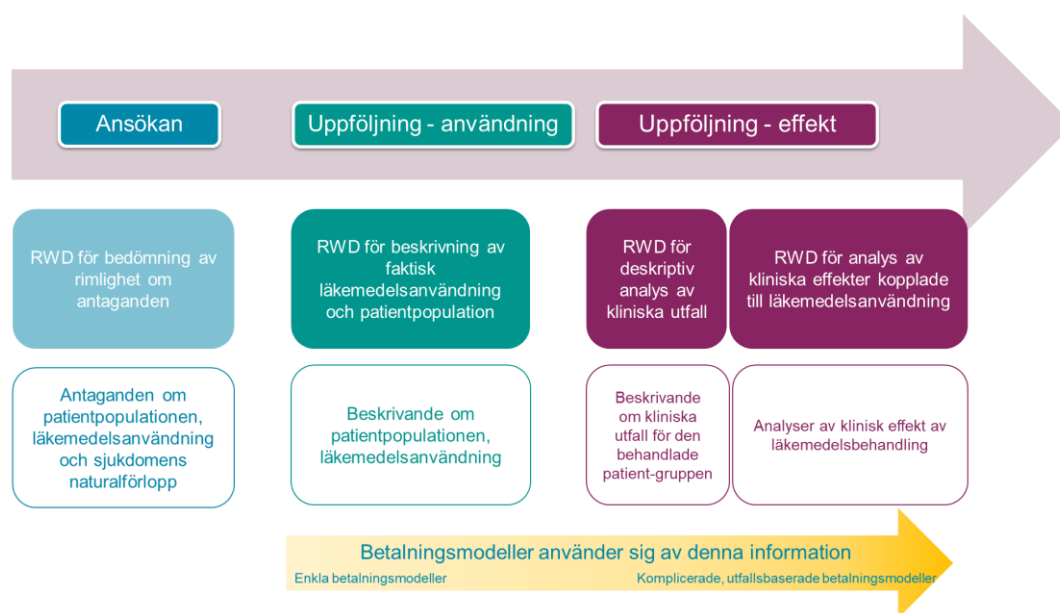 Ansökan
Uppföljning - användning
Uppföljning - effekt
RWD för bedömning av
rimlighet om
antaganden
RWD för beskrivning av
faktisk
läkemedelsanvändning
och patientpopulation
RWD för
deskriptiv
analys av
kliniska utfall
RWD för analys av
kliniska effekter kopplade
till läkemedelsanvändning
Antaganden om
patientpopulationen,
läkemedelsanvändning
och sjukdomens
naturalförlopp
Beskrivande om
patientpopulationen,
läkemedelsanvändning
Beskrivande
om kliniska
utfall för den
behandlade
patient-gruppen
Analyser av klinisk effekt av
läkemedelsbehandling
Betalningsmodeller använder sig av denna information
Enkla betalningsmodeller
Komplicerade, utfallsbaserade betalningsmodeller